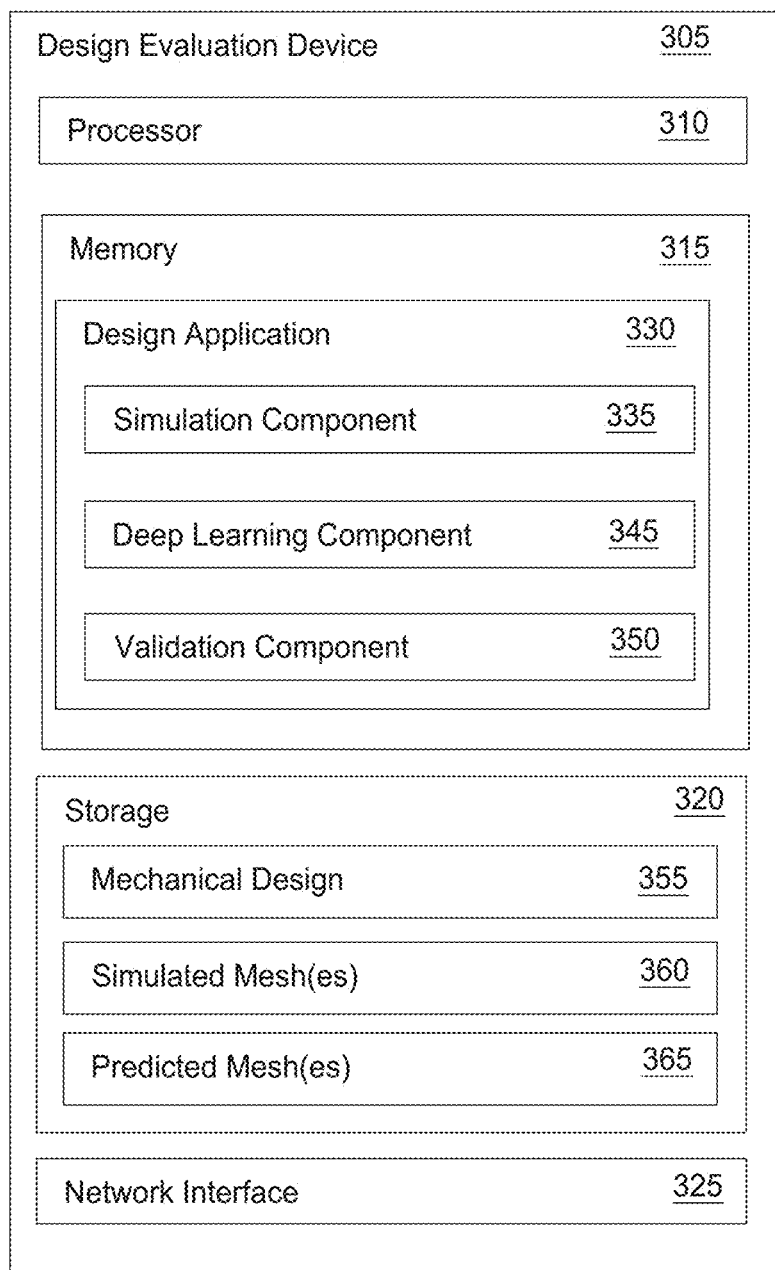 Design Evaluation Device 305
Processor 310
Memory 315
Design Application 330
Simulation Component 335
Deep Learning Component 345
Validation Component 350
Storage 320
Mechanical Design 355
Simulated Mesh(es) 360
Predicted Mesh(es) 365
Network Interface 325